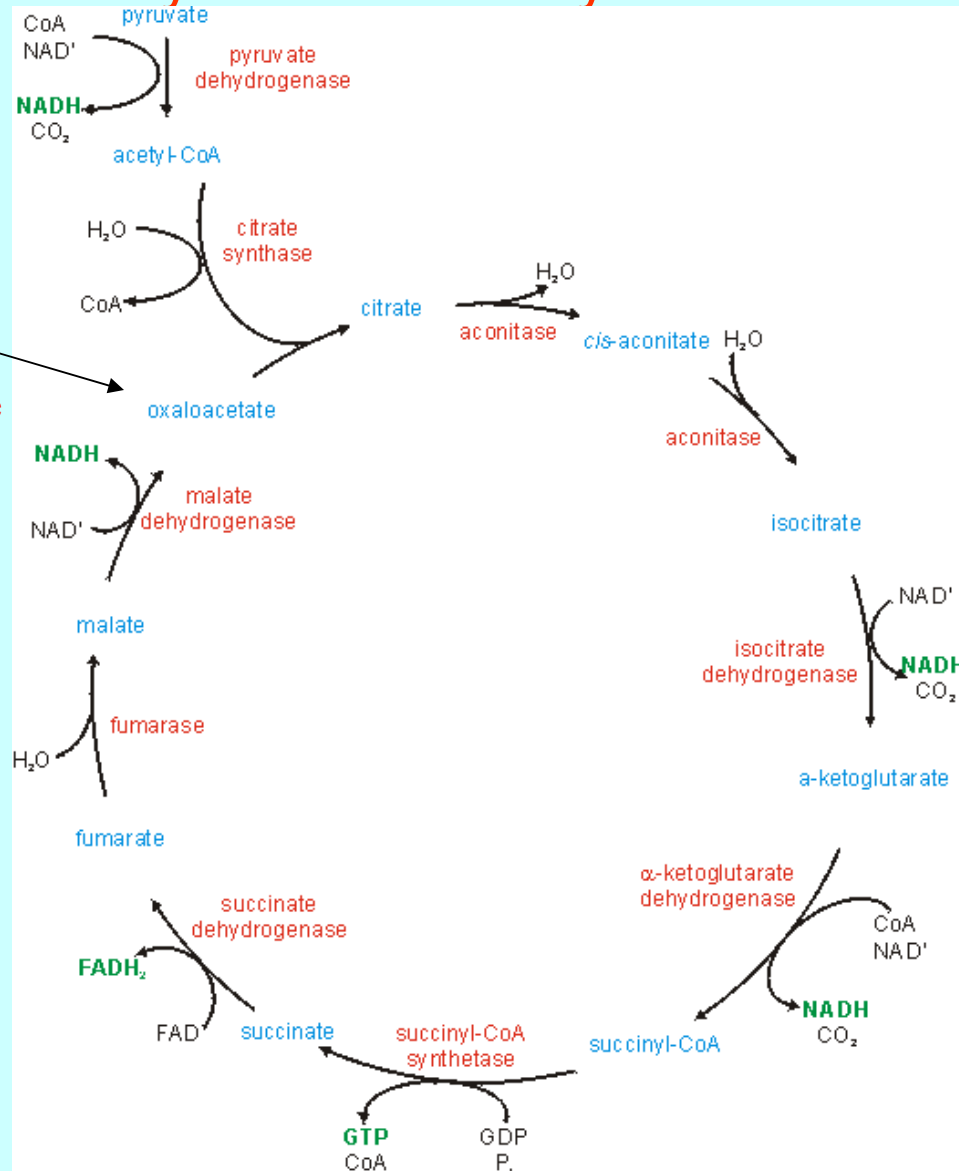 pyruvate
CoA
NAD'
pyruvate
dehydrogenase
NADH
CO₂
acetyl-CoA
H₂O
citrate
synthase
CoA
citrate
H₂O
aconitase
cis-aconitate
H₂O
aconitase
oxaloacetate
NADH
malate
dehydrogenase
NAD'
isocitrate
NAD'
isocitrate
dehydrogenase
NADH
CO₂
malate
fumarase
H₂O
a-ketoglutarate
fumarate
α-ketoglutarate
dehydrogenase
CoA
NAD'
succinate
dehydrogenase
FADH₂
NADH
CO₂
FAD
succinate
succinyl-CoA
synthetase
succinyl-CoA
GTP
CoA
GDP
P.